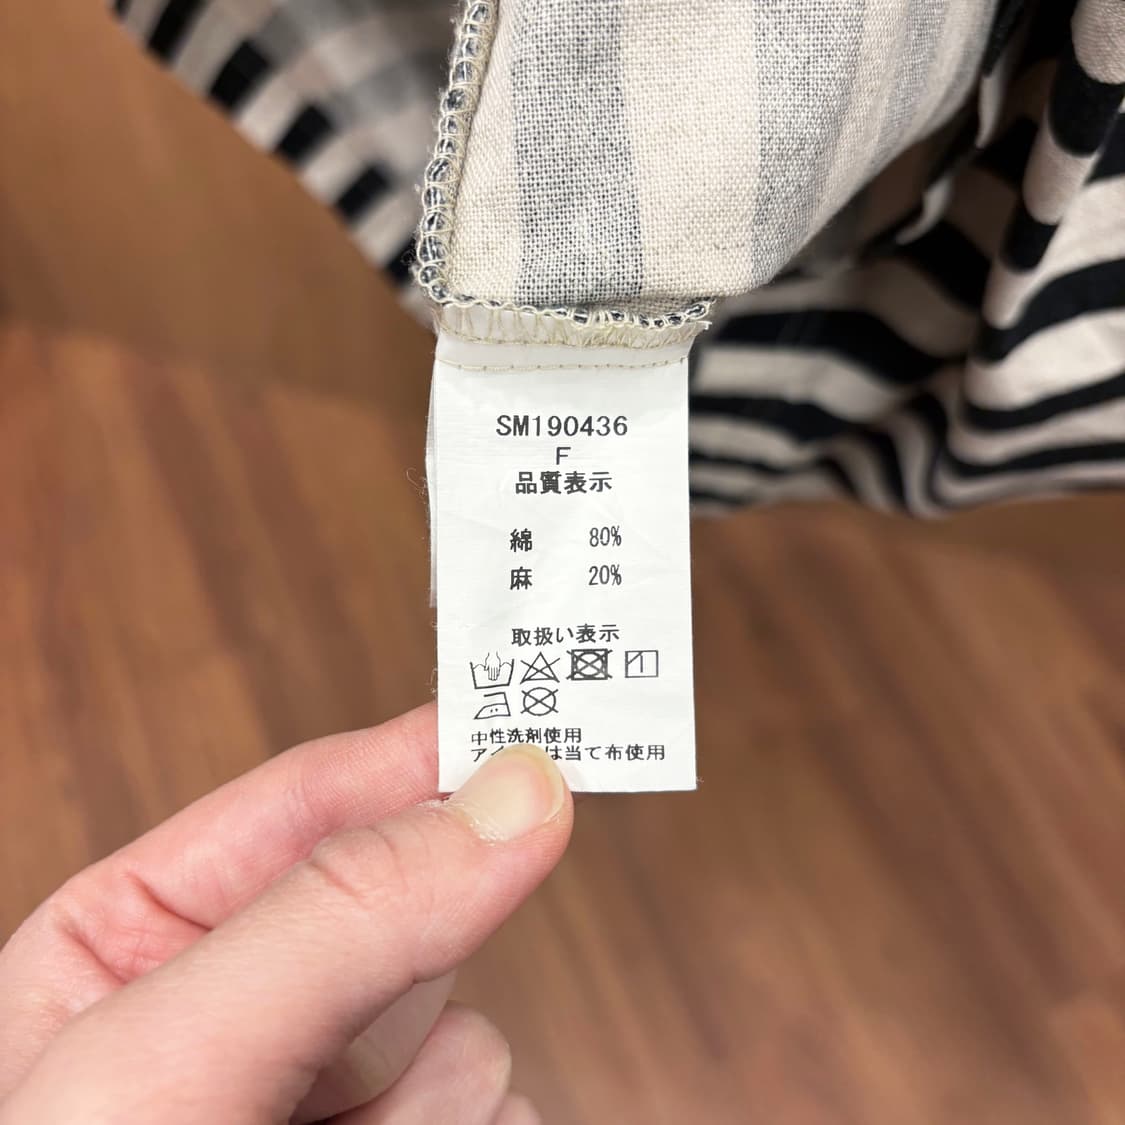 SM190436
F
品質表示
綿 80%
麻 20%
取扱い表示
中性洗剤使用
は当て布使用